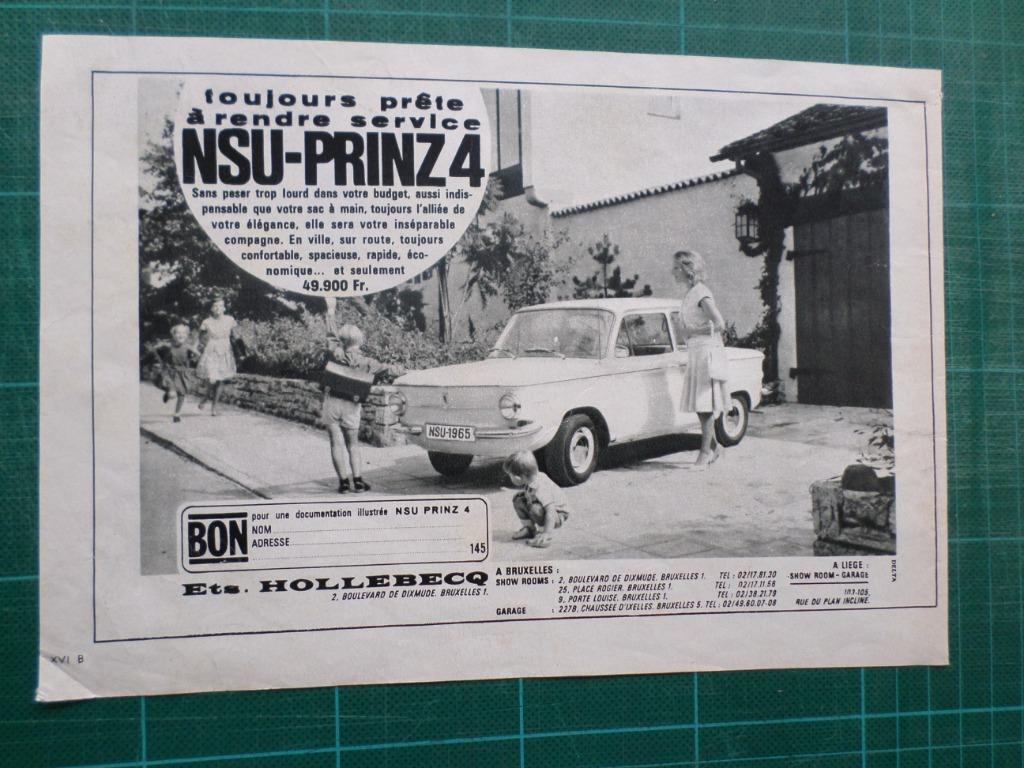 toujours prête
à rendre service
NSU-PRINZ 4
Sans peser trop lourd dans votre budget, aussi indis-
pensable que votre sac à main, toujours l'alliée de
votre élégance, elle sera votre inséparable
compagne. En ville, sur route, toujours
confortable, spacieuse, rapide, éco-
nomique... et seulement
49.900 Fr.
NSU-1965
BON
pour une documentation illustrée NSU PRINZ 4
NOM
ADRESSE
145
Ets. HOLLEBECQ
2, BOULEVARD DE DIXMUDE. BRUXELLES 1.
A BRUXELLES :
SHOW ROOMS : 2, BOULEVARD DE DIXMUDE. BRUXELLES 1. TEL : 02/17.81.30
25, PLACE ROGIER. BRUXELLES 1. TEL : 02/17.11.56
9, PORTE LOUISE. BRUXELLES 1. TEL : 02/38.21.79
GARAGE : 227B, CHAUSSEE D'IXELLES. BRUXELLES 5. TEL : 02/49.60.07-08
A LIEGE :
SHOW ROOM - GARAGE
103-105,
RUE DU PLAN INCLINE.
DELTA
XVI B